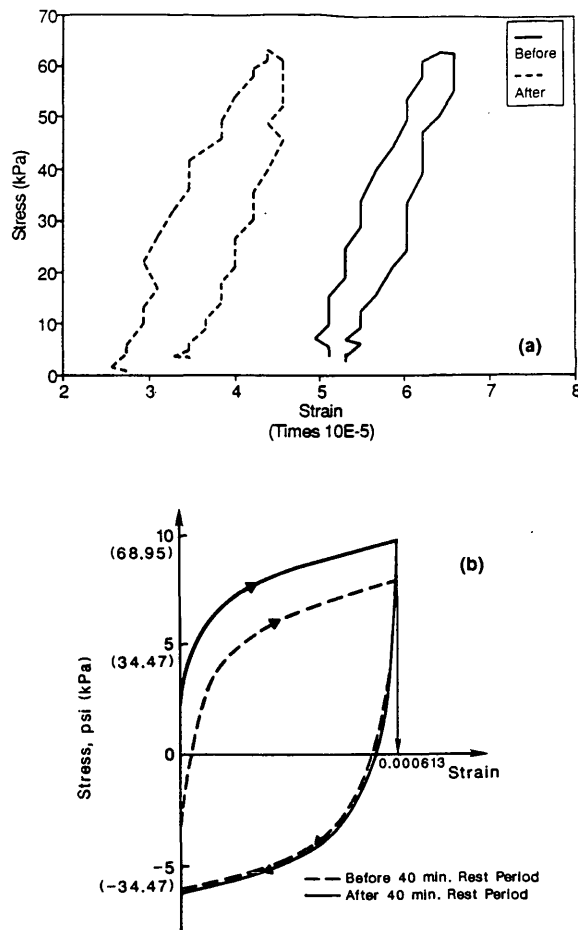 70
60
50
40
30
20
10
0
Stress (kPa)
Before
After
(a)
2
3
4
5
6
7
8
Strain
(Times 10E-5)
(b)
10
(68.95)
5
(34.47)
0
-5
(-34.47)
Stress, psi (kPa)
0.000613
Strain
Before 40 min. Rest Period
After 40 min. Rest Period